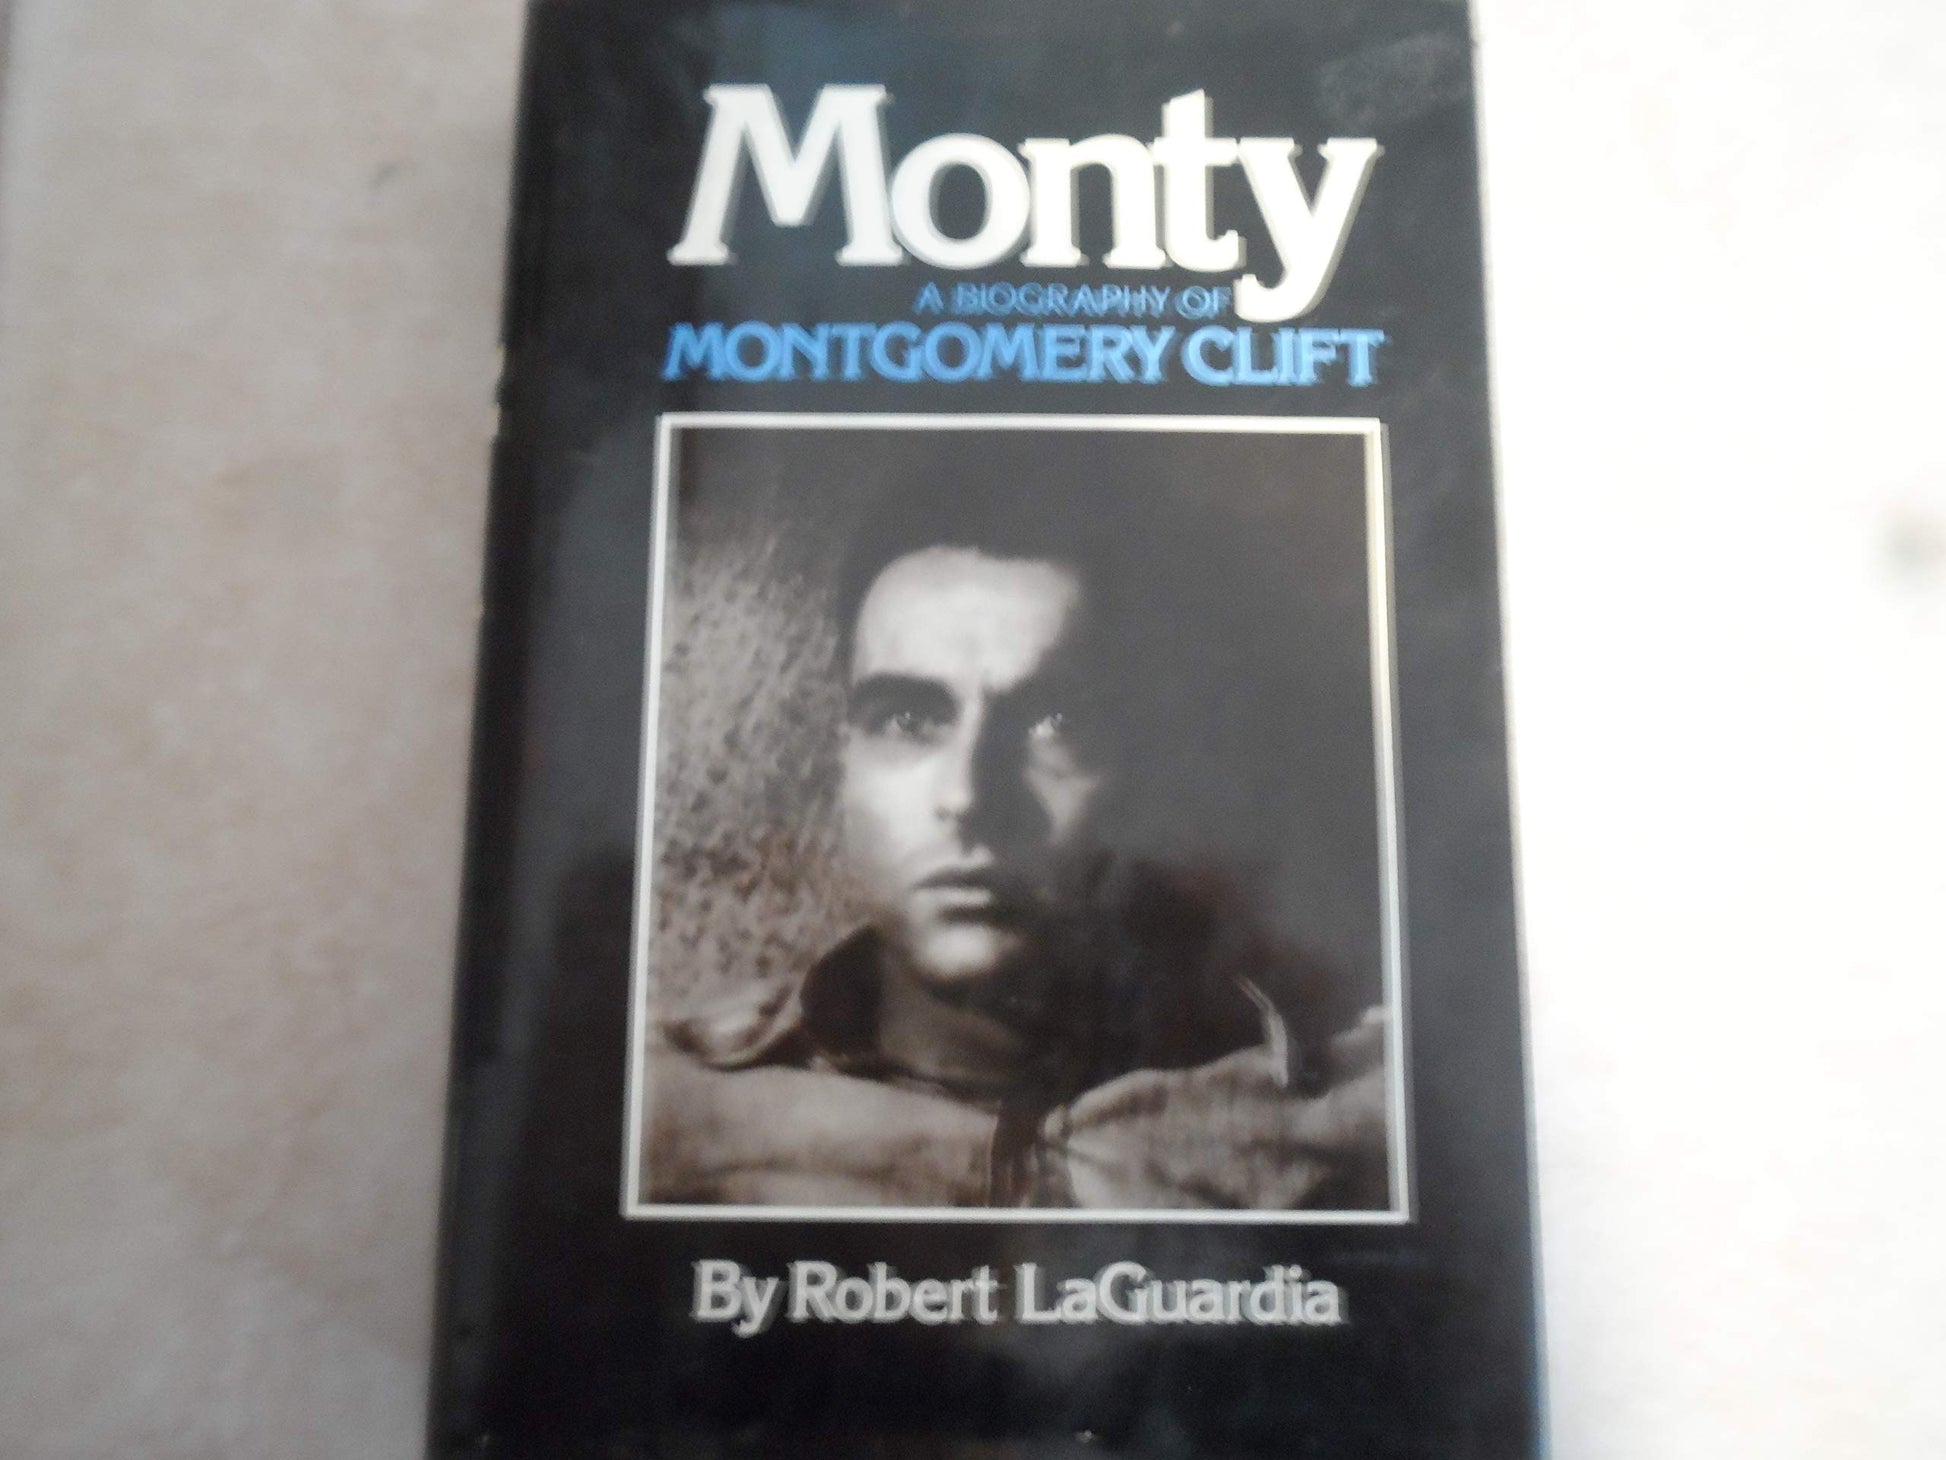 Monty
A BIOGRAPHY OF
MONTGOMERY CLIFT
By Robert LaGuardia